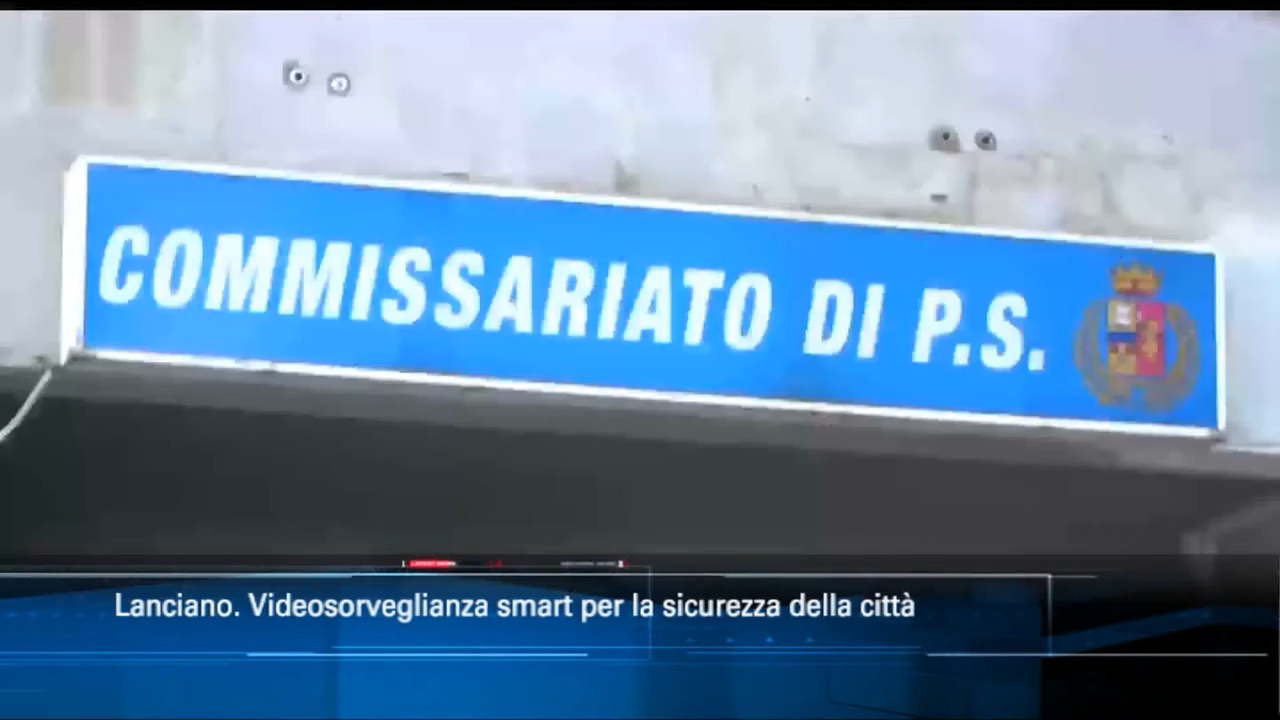 COMMISSARIATO DI P.S.
Lanciano. Videosorveglianza smart per la sicurezza della città